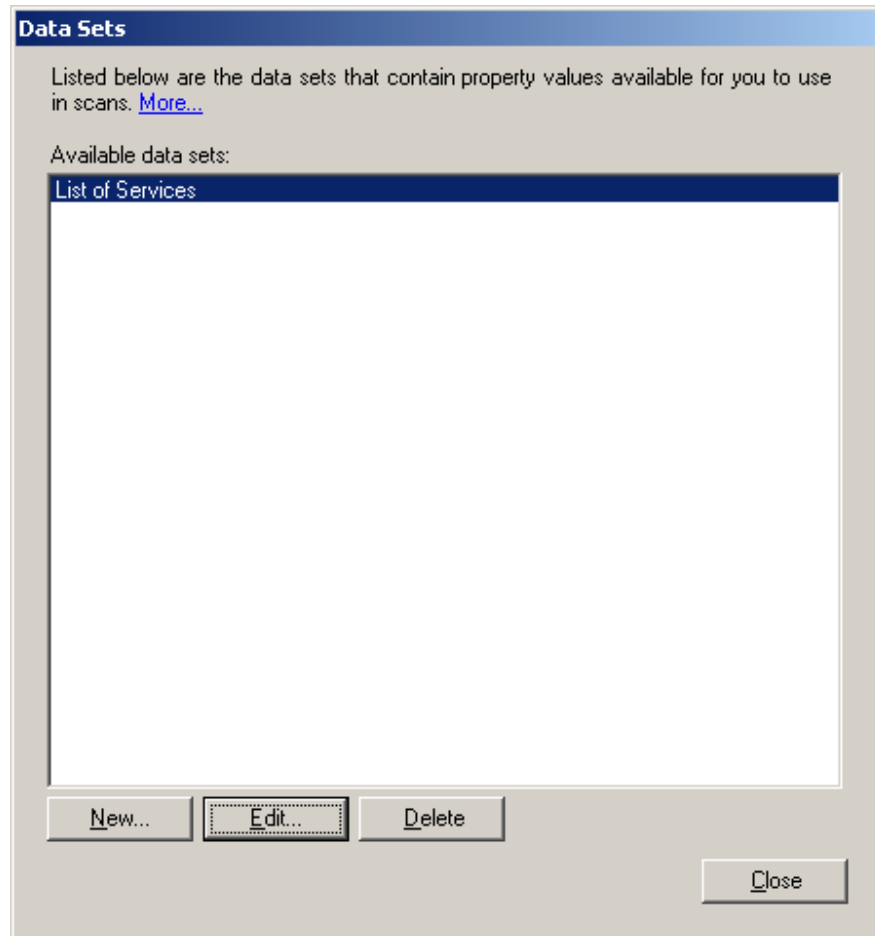 Data Sets
Listed below are the data sets that contain property values available for you to use
in scans. More...
Available data sets:
List of Services
New... Edit... Delete
Close